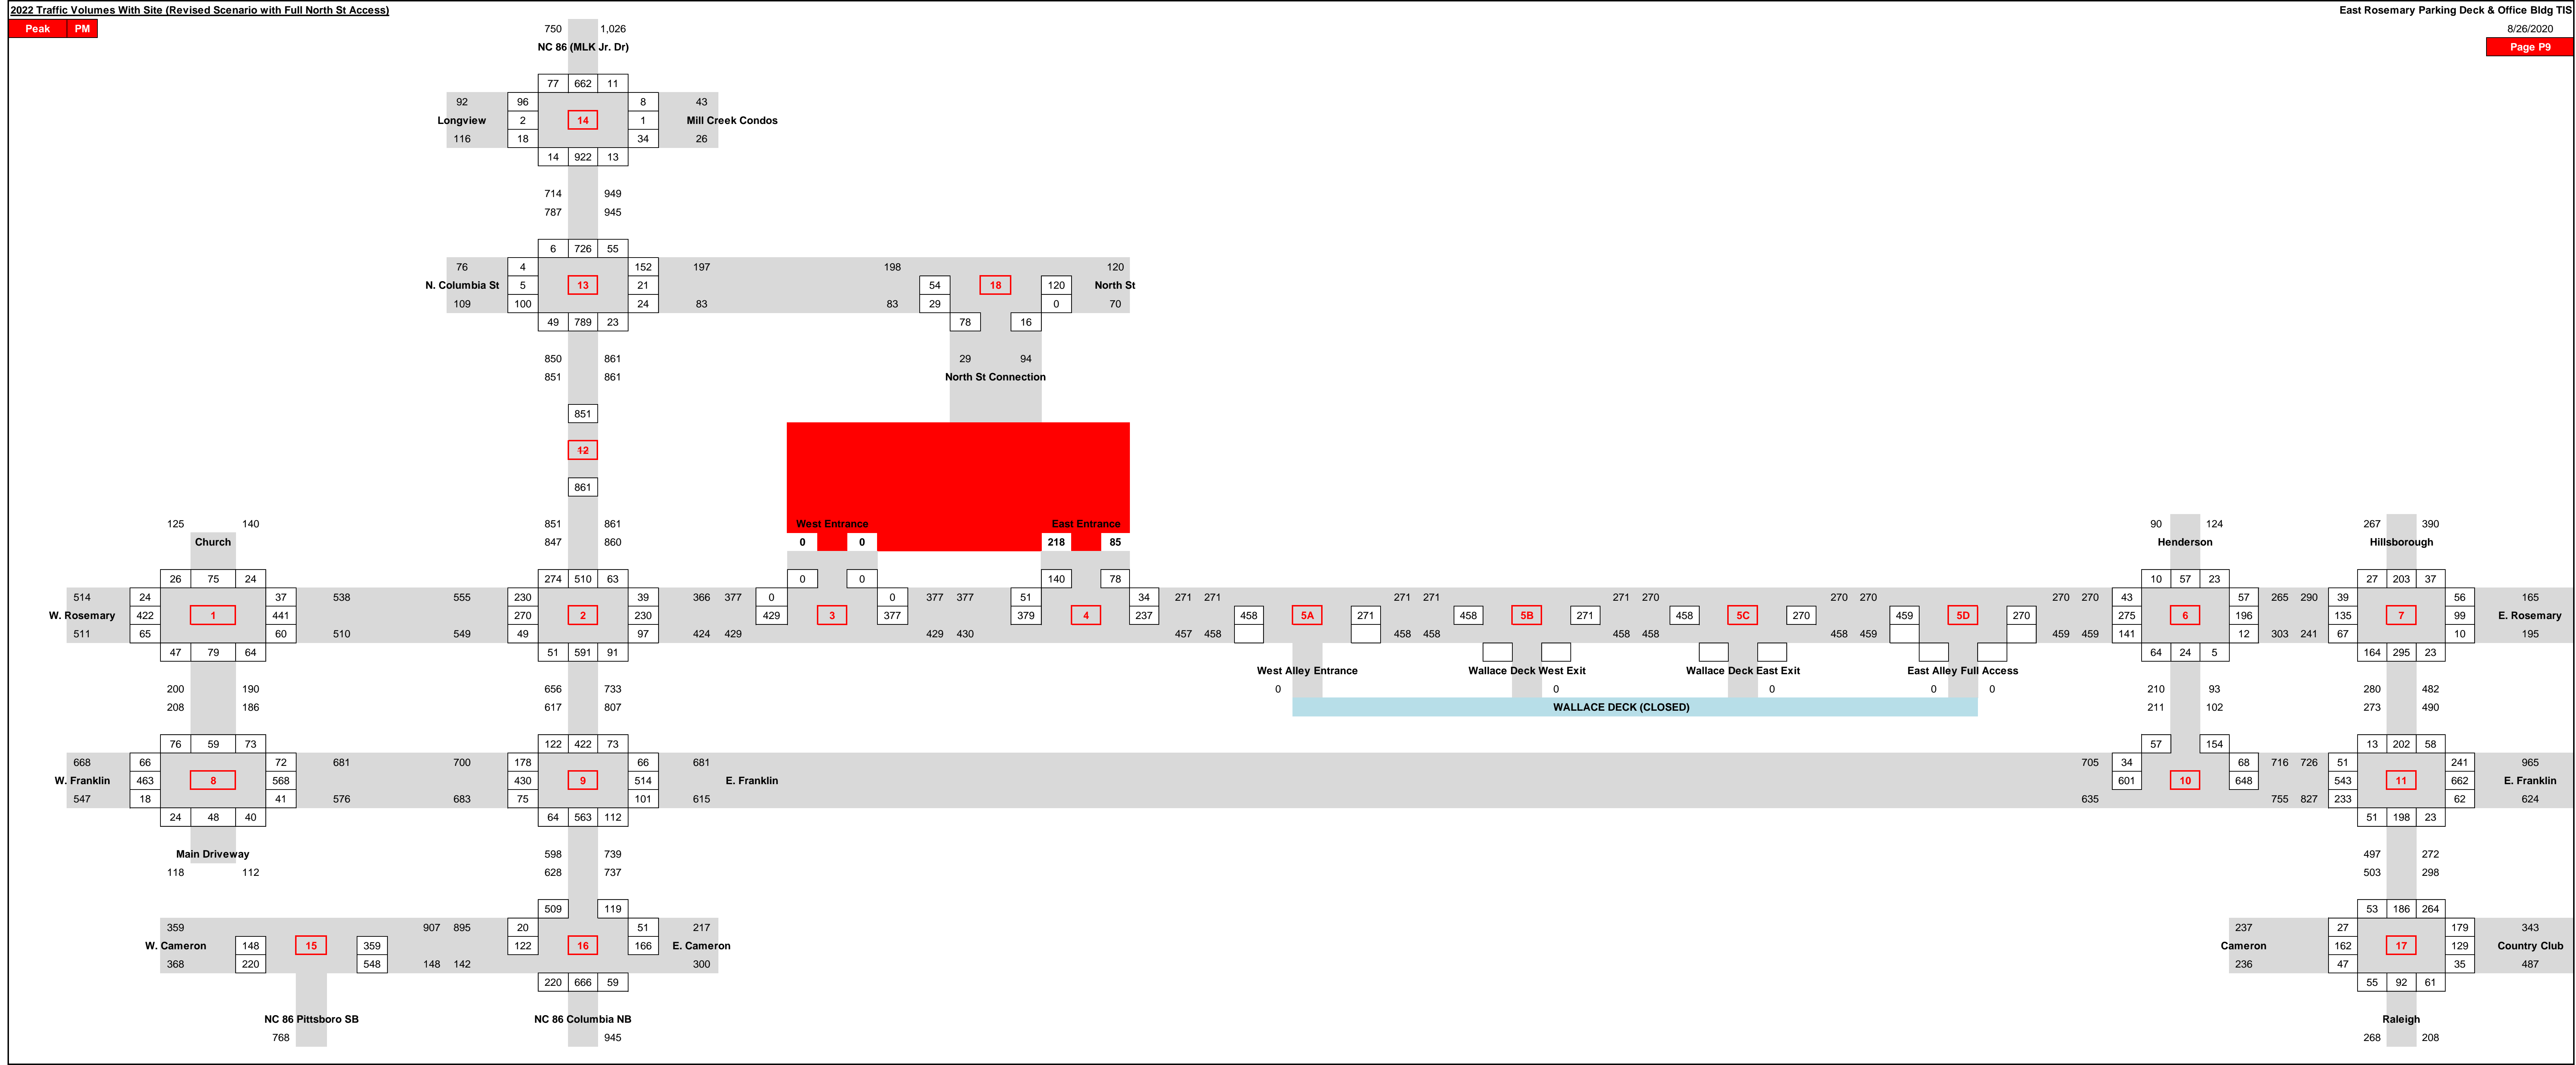 2022 Traffic Volumes With Site (Revised Scenario with Full North St Access) East Rosemary Parking Deck & Office Bldg TIS
Peak PM 750 1,026 8/26/2020
NC 86 (MLK Jr. Dr) Page P9
77 662 11
92 96 8 43
Longview 2 14 1 Mill Creek Condos
116 18 34 26
14 922 13
714 949
787 945
6 726 55
76 4 152 197 198 120
N. Columbia St 5 13 21 54 18 120 North St
109 100 24 83 83 29 0 70
49 789 23 78 16
850 861 29 94
851 861 North St Connection
851
12
861
125 140 851 861 West Entrance East Entrance 90 124 267 390
Church 847 860 0 0 218 85 Henderson Hillsborough
26 75 24 274 510 63 0 0 140 78 10 57 23 27 203 37
514 24 37 538 555 230 39 366 377 0 0 377 377 51 34 271 271 271 271 271 270 270 270 270 270 43 57 265 290 39 56 165
W. Rosemary 422 1 441 270 2 230 429 3 377 379 4 237 458 5A 271 458 5B 271 458 5C 270 459 5D 270 275 6 196 135 7 99 E. Rosemary
511 65 60 510 549 49 97 424 429 429 430 457 458 458 458 458 458 458 459 459 459 141 12 303 241 67 10 195
47 79 64 51 591 91 64 24 5 164 295 23
West Alley Entrance Wallace Deck West Exit Wallace Deck East Exit East Alley Full Access
200 190 656 733 0 0 0 0 0 210 93 280 482
208 186 617 807 WALLACE DECK (CLOSED) 211 102 273 490
76 59 73 122 422 73 57 154 13 202 58
668 66 72 681 700 178 66 681 705 34 68 716 726 51 241 965
W. Franklin 463 8 568 430 9 514 E. Franklin 601 10 648 543 11 662 E. Franklin
547 18 41 576 683 75 101 615 635 755 827 233 62 624
24 48 40 64 563 112 51 198 23
Main Driveway 598 739 497 272
118 112 628 737 503 298
509 119 53 186 264
359 907 895 20 51 217 237 27 179 343
W. Cameron 148 15 359 122 16 166 E. Cameron Cameron 162 17 129 Country Club
368 220 548 148 142 300 236 47 35 487
220 666 59 55 92 61
NC 86 Pittsboro SB NC 86 Columbia NB Raleigh
768 945 268 208